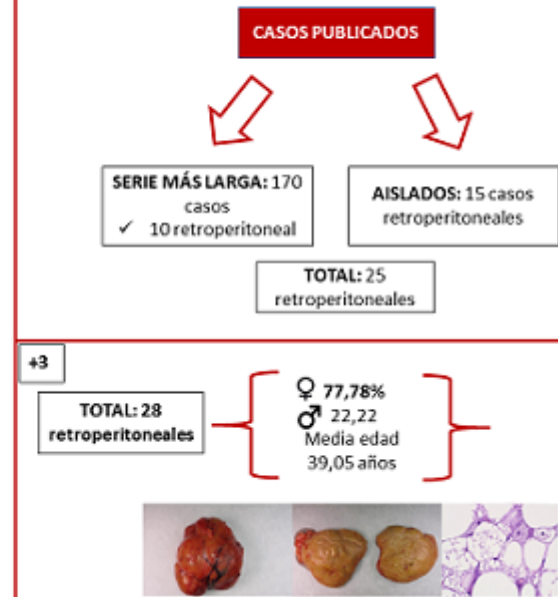 CASOS PUBLICADOS
SERIE MÁS LARGA: 170
casos
✓ 10 retroperitoneal
AISLADOS: 15 casos
retroperitoneales
TOTAL: 25
retroperitoneales
+3
TOTAL: 28
retroperitoneales
♀ 77,78%
♂ 22,22
Media edad
39,05 años